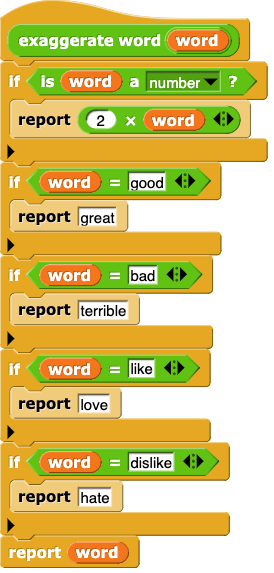 exaggerate word word
if is word a number ?
report 2 × word
if word = good
report great
if word = bad
report terrible
if word = like
report love
if word = dislike
report hate
report word